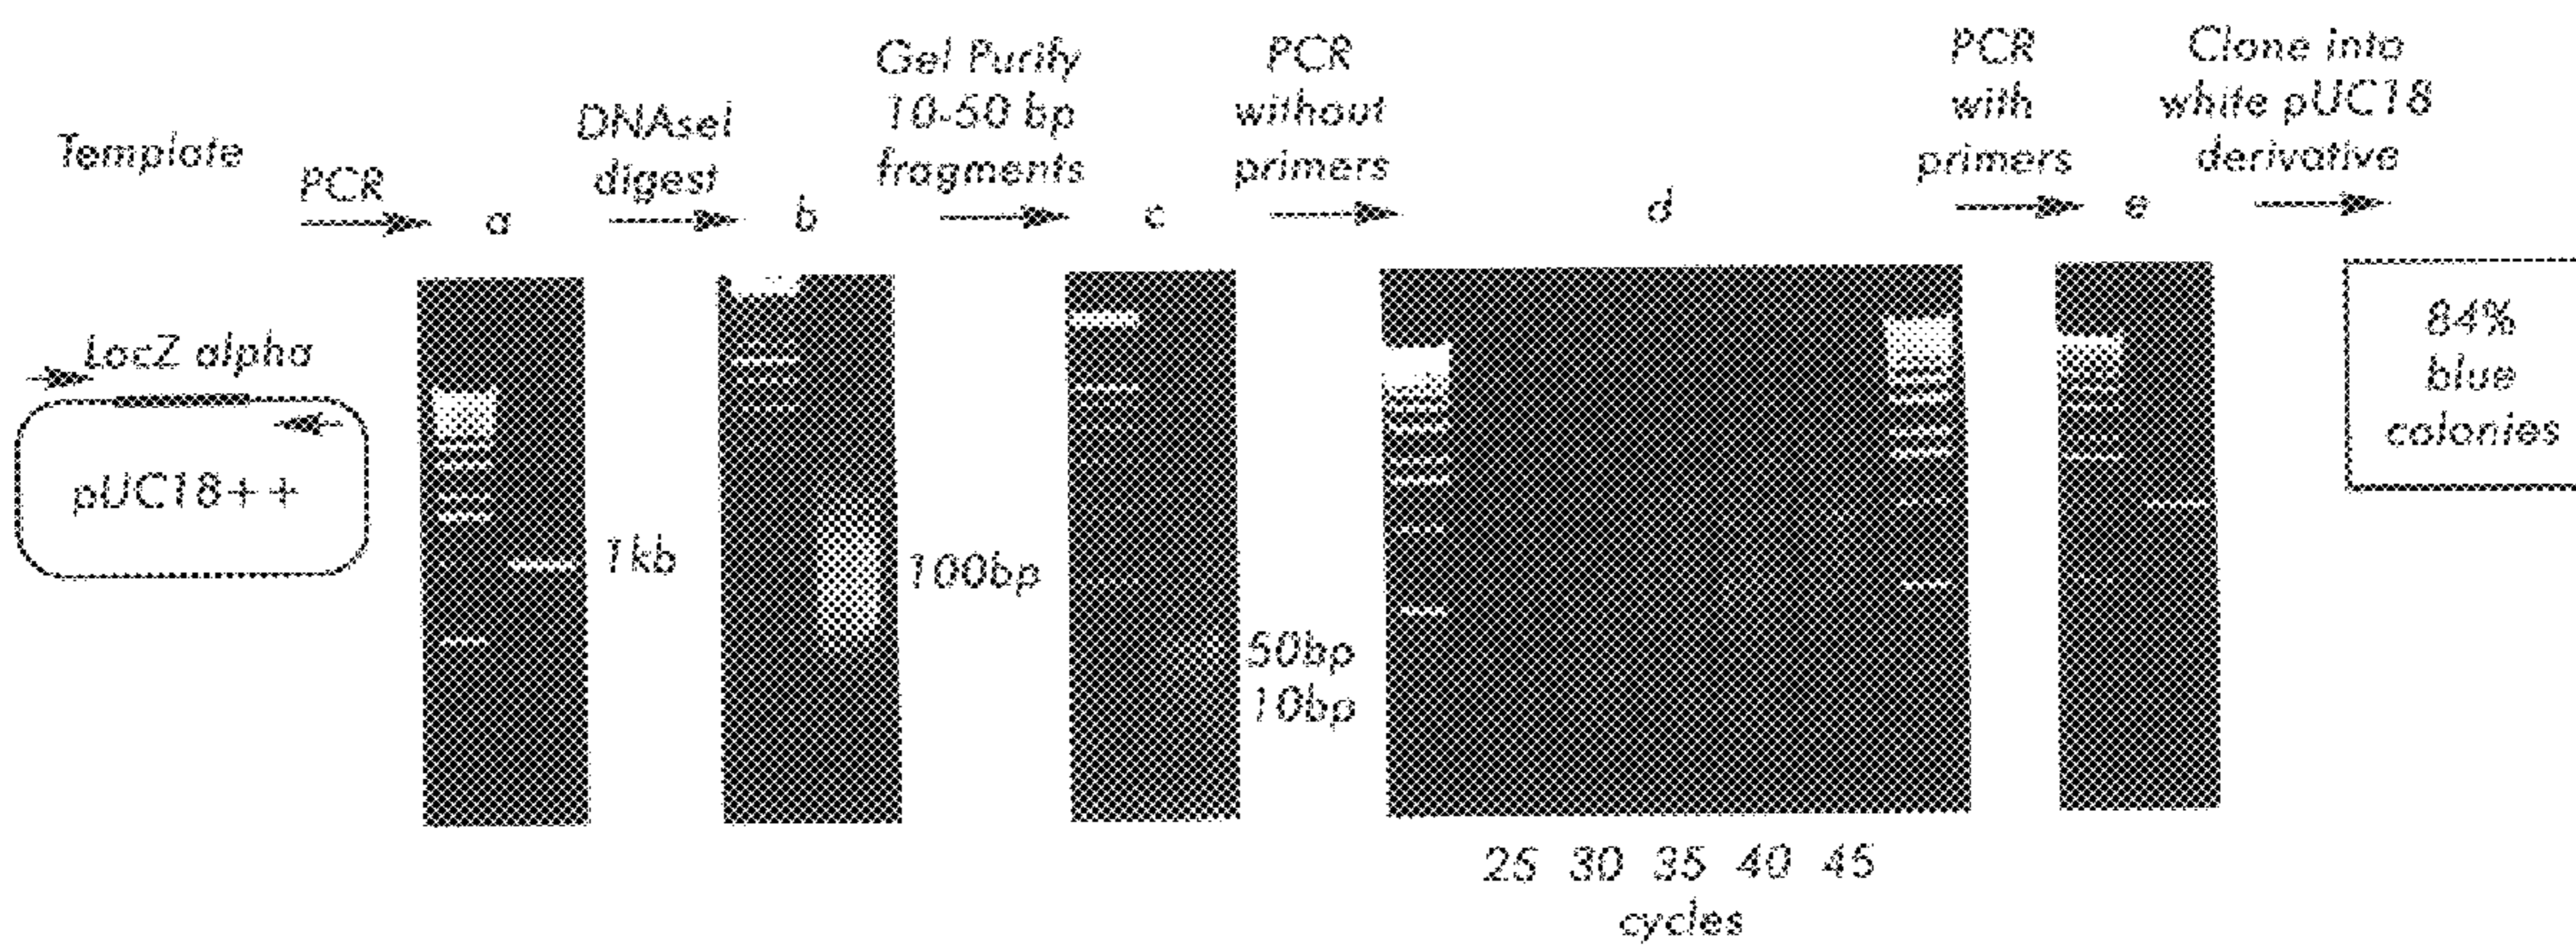 Template
PCR
a
DNAseI
digest
b
Gel Purify
10-50 bp
fragments
c
PCR
without
primers
d
PCR
with
primers
e
Clone into
white pUC18
derivative
LacZ alpha
pUC18++
1kb
100bp
50bp
10bp
84%
blue
colonies
25 30 35 40 45
cycles